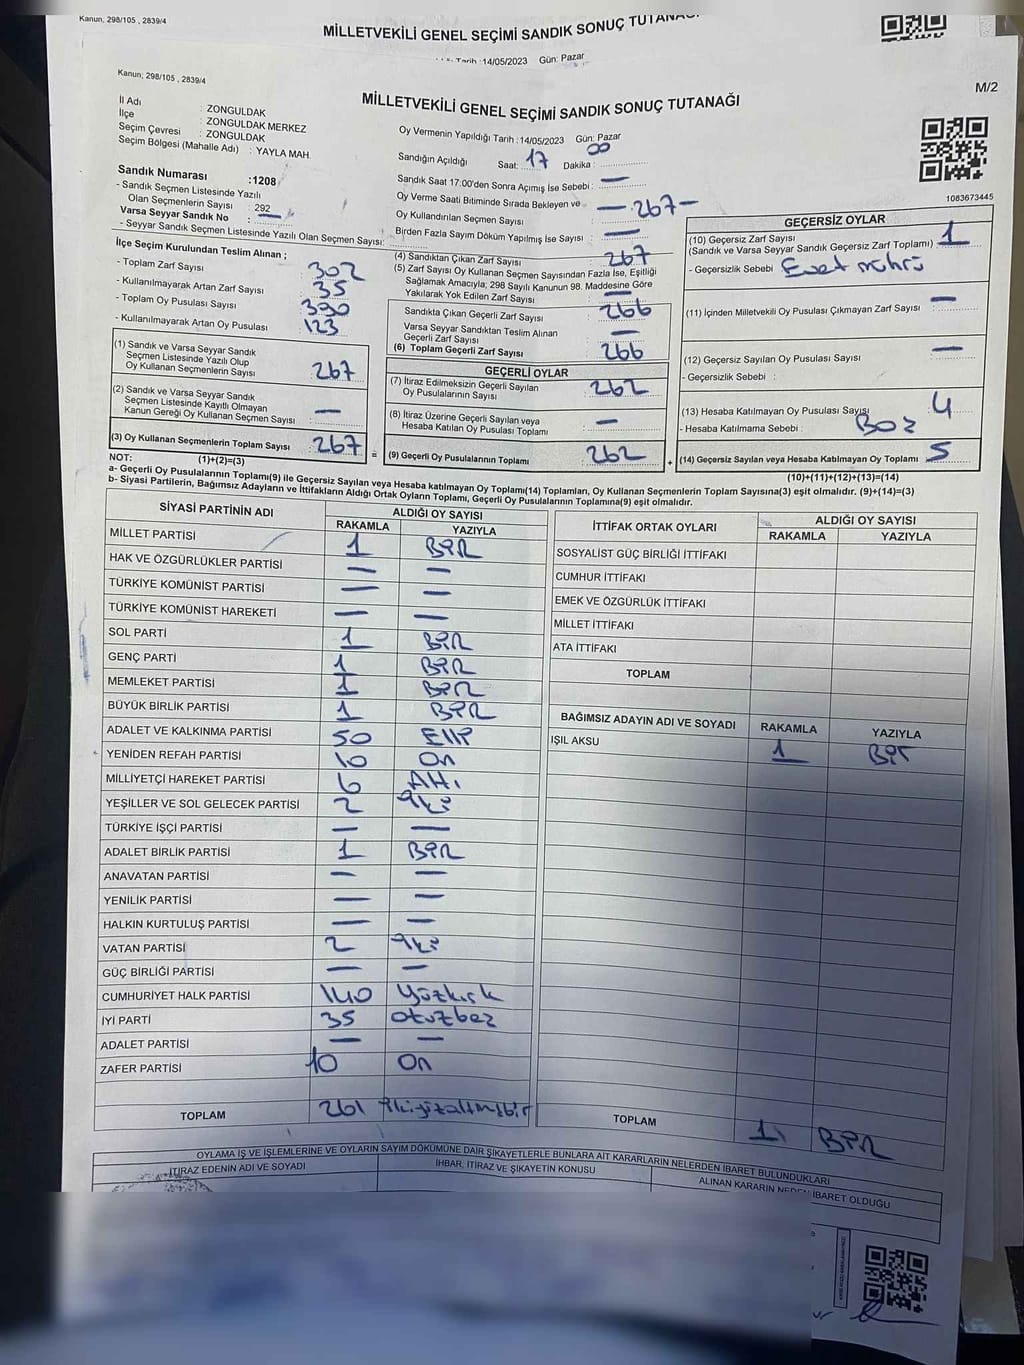 Kanun, 298/105 , 2839/4
MİLLETVEKİLİ GENEL SEÇİMİ SANDIK SONUÇ TUTANAĞI
Tarih :14/05/2023 Gün: Pazar
Kanun; 298/105 , 2839/4
M/2
MİLLETVEKİLİ GENEL SEÇİMİ SANDIK SONUÇ TUTANAĞI
İl Adı : ZONGULDAK
İlçe : ZONGULDAK MERKEZ
Seçim Çevresi : ZONGULDAK
Seçim Bölgesi (Mahalle Adı) : YAYLA MAH.
Oy Vermenin Yapıldığı Tarih :14/05/2023 Gün: Pazar
Sandığın Açıldığı Saat: 17 Dakika : 00
Sandık Saat 17:00'den Sonra Açımış İse Sebebi : —
Oy Verme Saati Bitiminde Sırada Bekleyen ve
Oy Kullandırılan Seçmen Sayısı — 267 —
Birden Fazla Sayım Döküm Yapılmış İse Sayısı : —
1083673445
Sandık Numarası :1208
- Sandık Seçmen Listesinde Yazılı
Olan Seçmenlerin Sayısı : 292
Varsa Seyyar Sandık No : —
- Seyyar Sandık Seçmen Listesinde Yazılı Olan Seçmen Sayısı:
İlçe Seçim Kurulundan Teslim Alınan ;
- Toplam Zarf Sayısı : 302
- Kullanılmayarak Artan Zarf Sayısı : 35
- Toplam Oy Pusulası Sayısı : 390
- Kullanılmayarak Artan Oy Pusulası : 123
(1) Sandık ve Varsa Seyyar Sandık
Seçmen Listesinde Yazılı Olup
Oy Kullanan Seçmenlerin Sayısı : 267
(2) Sandık ve Varsa Seyyar Sandık
Seçmen Listesinde Kayıtlı Olmayan
Kanun Gereği Oy Kullanan Seçmen Sayısı : —
(3) Oy Kullanan Seçmenlerin Toplam Sayısı : 267
(1)+(2)=(3)
(4) Sandıktan Çıkan Zarf Sayısı : 267
(5) Zarf Sayısı Oy Kullanan Seçmen Sayısından Fazla İse, Eşitliği
Sağlamak Amacıyla; 298 Sayılı Kanunun 98. Maddesine Göre
Yakılarak Yok Edilen Zarf Sayısı : —
Sandıkta Çıkan Geçerli Zarf Sayısı : 266
Varsa Seyyar Sandıktan Teslim Alınan
Geçerli Zarf Sayısı : —
(6) Toplam Geçerli Zarf Sayısı : 266
GEÇERLİ OYLAR
(7) İtiraz Edilmeksizin Geçerli Sayılan
Oy Pusulalarının Sayısı : 262
(8) İtiraz Üzerine Geçerli Sayılan veya
Hesaba Katılan Oy Pusulası Toplamı : —
= (9) Geçerli Oy Pusulalarının Toplamı : 262 +
GEÇERSİZ OYLAR
(10) Geçersiz Zarf Sayısı
(Sandık ve Varsa Seyyar Sandık Geçersiz Zarf Toplamı) : 1
- Geçersizlik Sebebi : Evet mührü
(11) İçinden Milletvekili Oy Pusulası Çıkmayan Zarf Sayısı : —
(12) Geçersiz Sayılan Oy Pusulası Sayısı : —
- Geçersizlik Sebebi :
(13) Hesaba Katılmayan Oy Pusulası Sayısı : 4
- Hesaba Katılmama Sebebi : Boş
(14) Geçersiz Sayılan veya Hesaba Katılmayan Oy Toplamı : 5
(10)+(11)+(12)+(13)=(14)
NOT:
a- Geçerli Oy Pusulalarının Toplamı(9) ile Geçersiz Sayılan veya Hesaba katılmayan Oy Toplamı(14) Toplamları, Oy Kullanan Seçmenlerin Toplam Sayısına(3) eşit olmalıdır. (9)+(14)=(3)
b- Siyasi Partilerin, Bağımsız Adayların ve İttifakların Aldığı Ortak Oyların Toplamı, Geçerli Oy Pusulalarının Toplamına(9) eşit olmalıdır.
SİYASİ PARTİNİN ADI ALDIĞI OY SAYISI
RAKAMLA YAZIYLA
MİLLET PARTİSİ 1 BİR
HAK VE ÖZGÜRLÜKLER PARTİSİ — —
TÜRKİYE KOMÜNİST PARTİSİ — —
TÜRKİYE KOMÜNİST HAREKETİ — —
SOL PARTİ 1 BİR
GENÇ PARTİ 1 BİR
MEMLEKET PARTİSİ 1 BİR
BÜYÜK BİRLİK PARTİSİ 1 BİR
ADALET VE KALKINMA PARTİSİ 50 Elli
YENİDEN REFAH PARTİSİ 10 On
MİLLİYETÇİ HAREKET PARTİSİ 6 Altı
YEŞİLLER VE SOL GELECEK PARTİSİ 2 iki
TÜRKİYE İŞÇİ PARTİSİ — —
ADALET BİRLİK PARTİSİ 1 BİR
ANAVATAN PARTİSİ — —
YENİLİK PARTİSİ — —
HALKIN KURTULUŞ PARTİSİ — —
VATAN PARTİSİ 2 iki
GÜÇ BİRLİĞİ PARTİSİ — —
CUMHURİYET HALK PARTİSİ 140 Yüzkırk
İYİ PARTİ 35 otuzbeş
ADALET PARTİSİ — —
ZAFER PARTİSİ 10 On
TOPLAM 261 ikiyüzaltmışbir
İTTİFAK ORTAK OYLARI ALDIĞI OY SAYISI
RAKAMLA YAZIYLA
SOSYALİST GÜÇ BİRLİĞİ İTTİFAKI
CUMHUR İTTİFAKI
EMEK VE ÖZGÜRLÜK İTTİFAKI
MİLLET İTTİFAKI
ATA İTTİFAKI
TOPLAM
BAĞIMSIZ ADAYIN ADI VE SOYADI RAKAMLA YAZIYLA
IŞIL AKSU 1 Bir
TOPLAM 1 BİR
OYLAMA İŞ VE İŞLEMLERİNE VE OYLARIN SAYIM DÖKÜMÜNE DAİR ŞİKAYETLERLE BUNLARA AİT KARARLARIN NELERDEN İBARET BULUNDUKLARI
İTİRAZ EDENİN ADI VE SOYADI İHBAR, İTİRAZ VE ŞİKAYETİN KONUSU ALINAN KARARIN NEDEN İBARET OLDUĞU